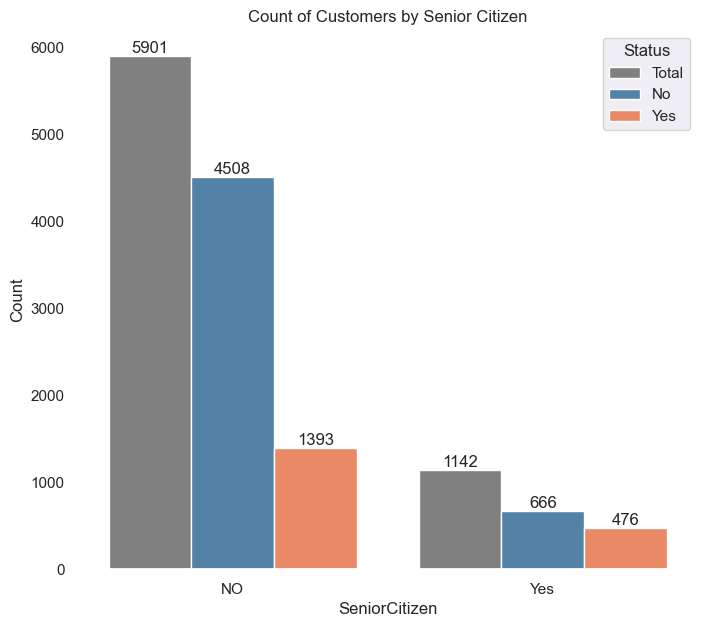 Count of Customers by Senior Citizen
Status
Total
No
Yes
6000
5000
4000
3000
2000
1000
0
Count
5901
4508
1393
1142
666
476
NO
Yes
SeniorCitizen